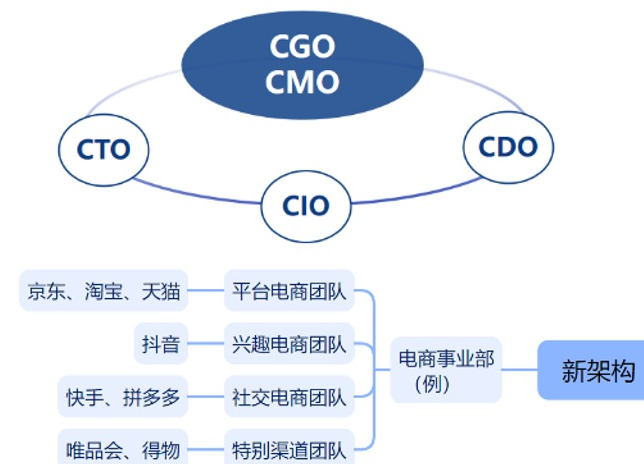 CGO
CMO
CTO
CDO
CIO
京东、淘宝、天猫
平台电商团队
抖音
兴趣电商团队
电商事业部
（例）
新架构
快手、拼多多
社交电商团队
唯品会、得物
特别渠道团队